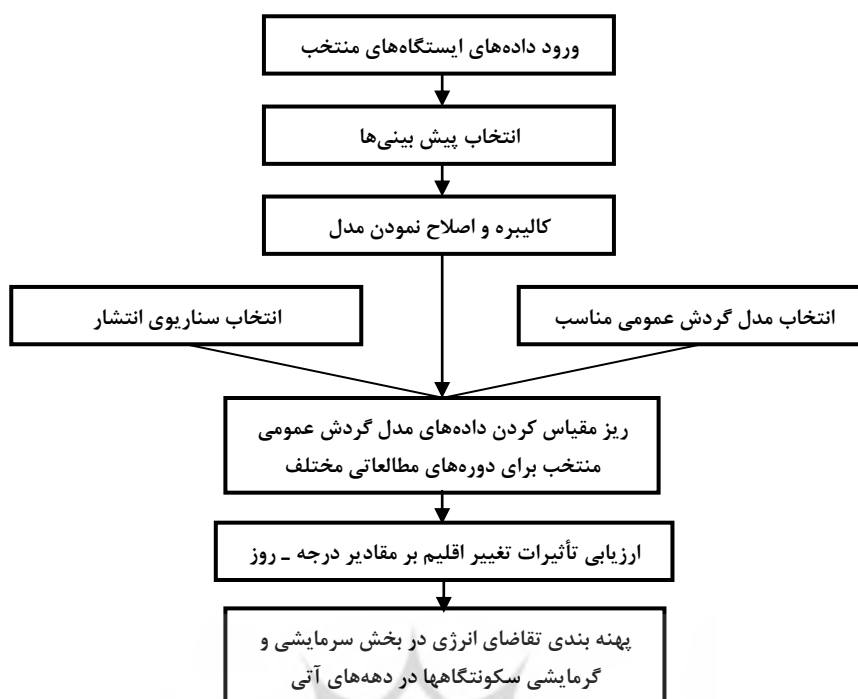 ورود داده‌های ایستگاه‌های منتخب
انتخاب پیش بینی‌ها
کالیبره و اصلاح نمودن مدل
انتخاب مدل گردش عمومی مناسب
انتخاب سناریوی انتشار
ریز مقیاس کردن داده‌های مدل گردش عمومی
منتخب برای دوره‌های مطالعاتی مختلف
ارزیابی تأثیرات تغییر اقلیم بر مقادیر درجه ـ روز
پهنه بندی تقاضای انرژی در بخش سرمایشی و
گرمایشی سکونتگاهها در دهه‌های آتی